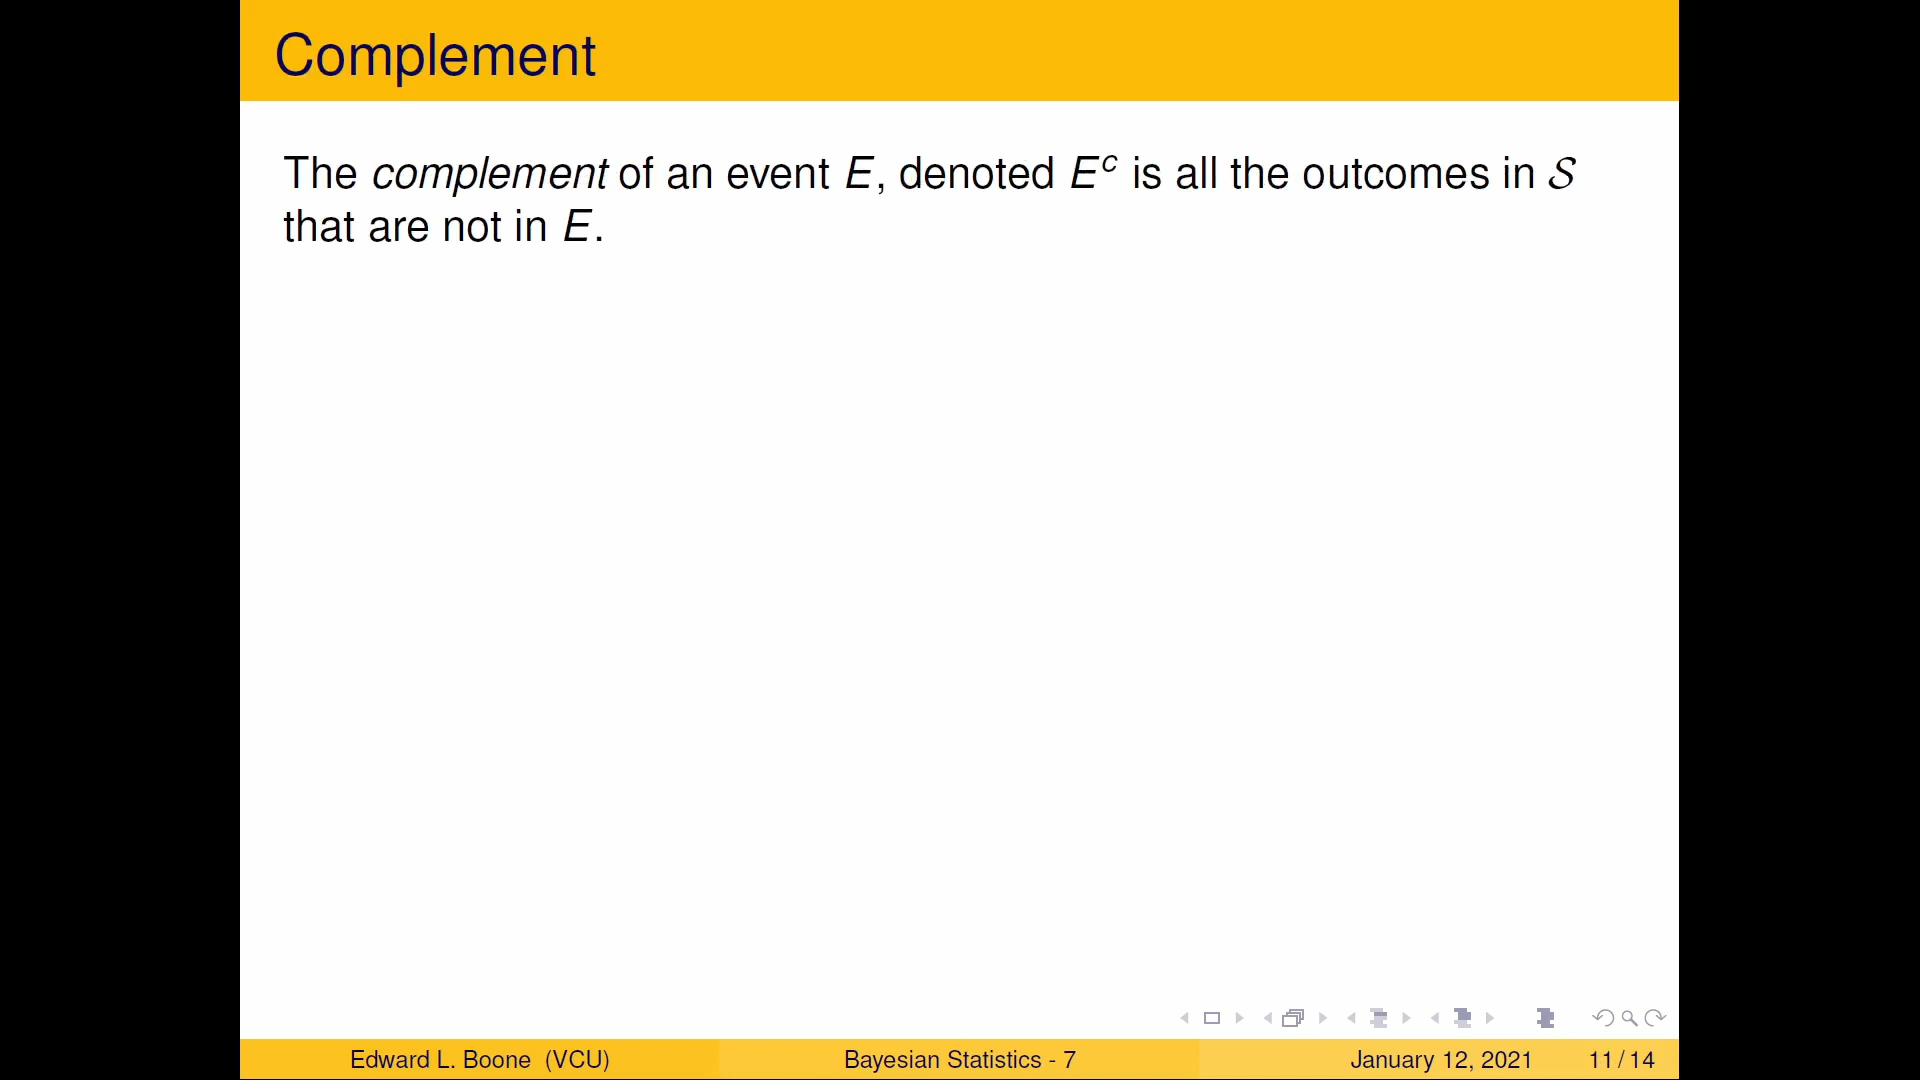 Complement
The complement of an event E, denoted Eᶜ is all the outcomes in 𝒮
that are not in E.
Edward L. Boone (VCU) Bayesian Statistics - 7 January 12, 2021 11 / 14